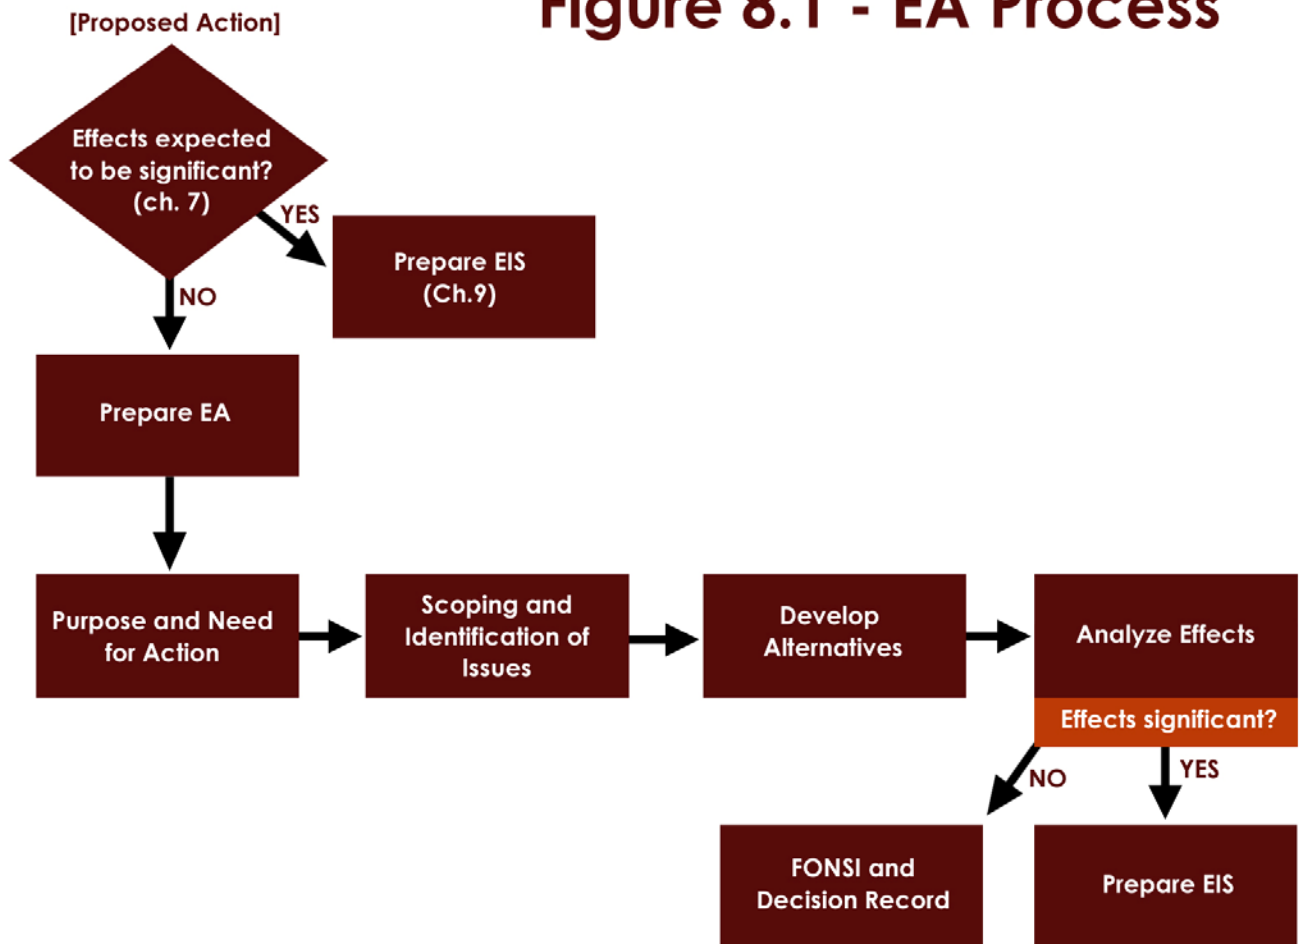 Figure 8.1 - EA Process
[Proposed Action]
Effects expected
to be significant?
(ch. 7)
YES
Prepare EIS
(Ch.9)
NO
Prepare EA
Purpose and Need
for Action
Scoping and
Identification of
Issues
Develop
Alternatives
Analyze Effects
Effects significant?
NO
YES
FONSI and
Decision Record
Prepare EIS